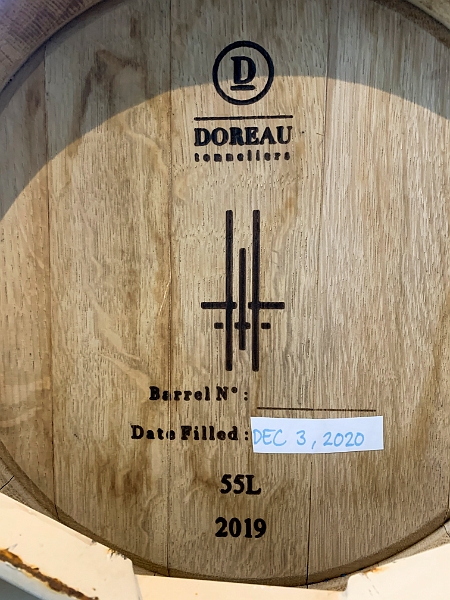 D
DOREAU
tonneliers
Barrel N°:
Date Filled: DEC 3, 2020
55L
2019